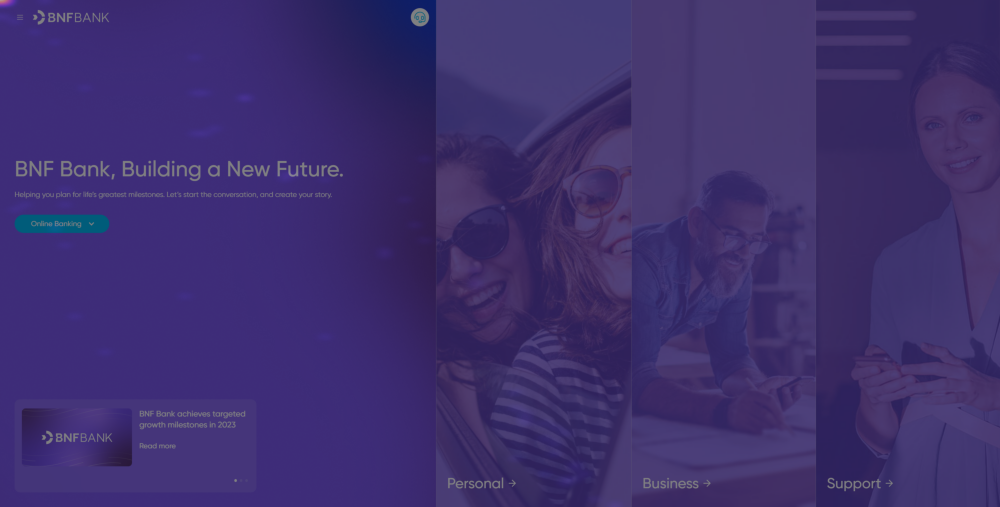 BNFBANK
BNF Bank, Building a New Future.
Helping you plan for life's greatest milestones. Let's start the conversation, and create your story.
Online Banking
BNFBANK
BNF Bank achieves targeted
growth milestones in 2023
Read more
Personal →
Business →
Support →